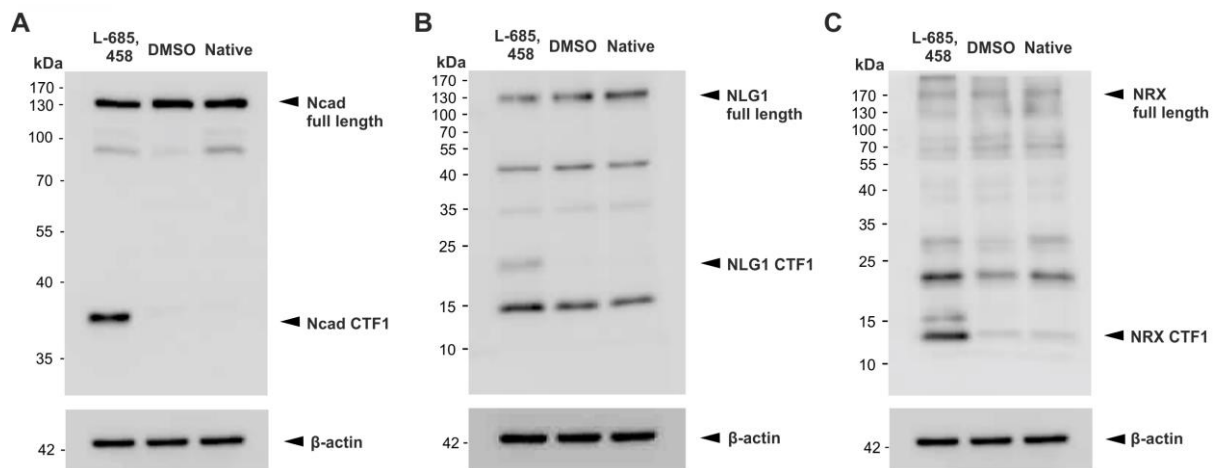 A
kDa
L-685,
458
DMSO
Native
170
130
100
70
55
40
35
42
Ncad
full length
Ncad CTF1
β-actin
B
kDa
L-685,
458
DMSO
Native
170
130
100
70
55
40
35
25
15
10
42
NLG1
full length
NLG1 CTF1
β-actin
C
kDa
L-685,
458
DMSO
Native
170
130
100
70
55
40
35
25
15
10
42
NRX
full length
NRX CTF1
β-actin